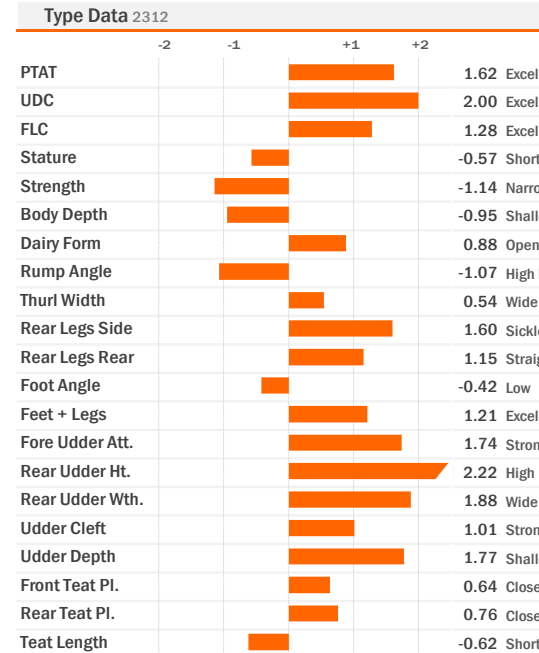 Type Data 2312
-2 -1 +1 +2
PTAT 1.62 Excel
UDC 2.00 Excel
FLC 1.28 Excel
Stature -0.57 Short
Strength -1.14 Narro
Body Depth -0.95 Shall
Dairy Form 0.88 Open
Rump Angle -1.07 High
Thurl Width 0.54 Wide
Rear Legs Side 1.60 Sickl
Rear Legs Rear 1.15 Straig
Foot Angle -0.42 Low
Feet + Legs 1.21 Excel
Fore Udder Att. 1.74 Stron
Rear Udder Ht. 2.22 High
Rear Udder Wth. 1.88 Wide
Udder Cleft 1.01 Stron
Udder Depth 1.77 Shall
Front Teat Pl. 0.64 Close
Rear Teat Pl. 0.76 Close
Teat Length -0.62 Short